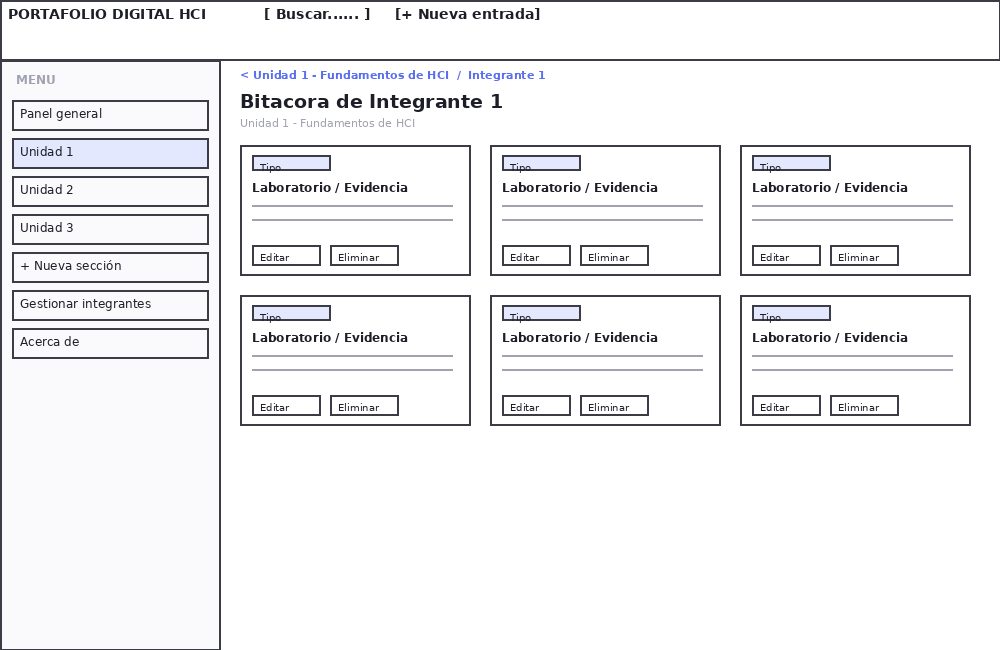 PORTAFOLIO DIGITAL HCI [ Buscar...... ] [+ Nueva entrada]
MENU
Panel general
Unidad 1
Unidad 2
Unidad 3
+ Nueva sección
Gestionar integrantes
Acerca de
< Unidad 1 - Fundamentos de HCI / Integrante 1
Bitacora de Integrante 1
Unidad 1 - Fundamentos de HCI
Tipo
Laboratorio / Evidencia
Editar Eliminar
Tipo
Laboratorio / Evidencia
Editar Eliminar
Tipo
Laboratorio / Evidencia
Editar Eliminar
Tipo
Laboratorio / Evidencia
Editar Eliminar
Tipo
Laboratorio / Evidencia
Editar Eliminar
Tipo
Laboratorio / Evidencia
Editar Eliminar